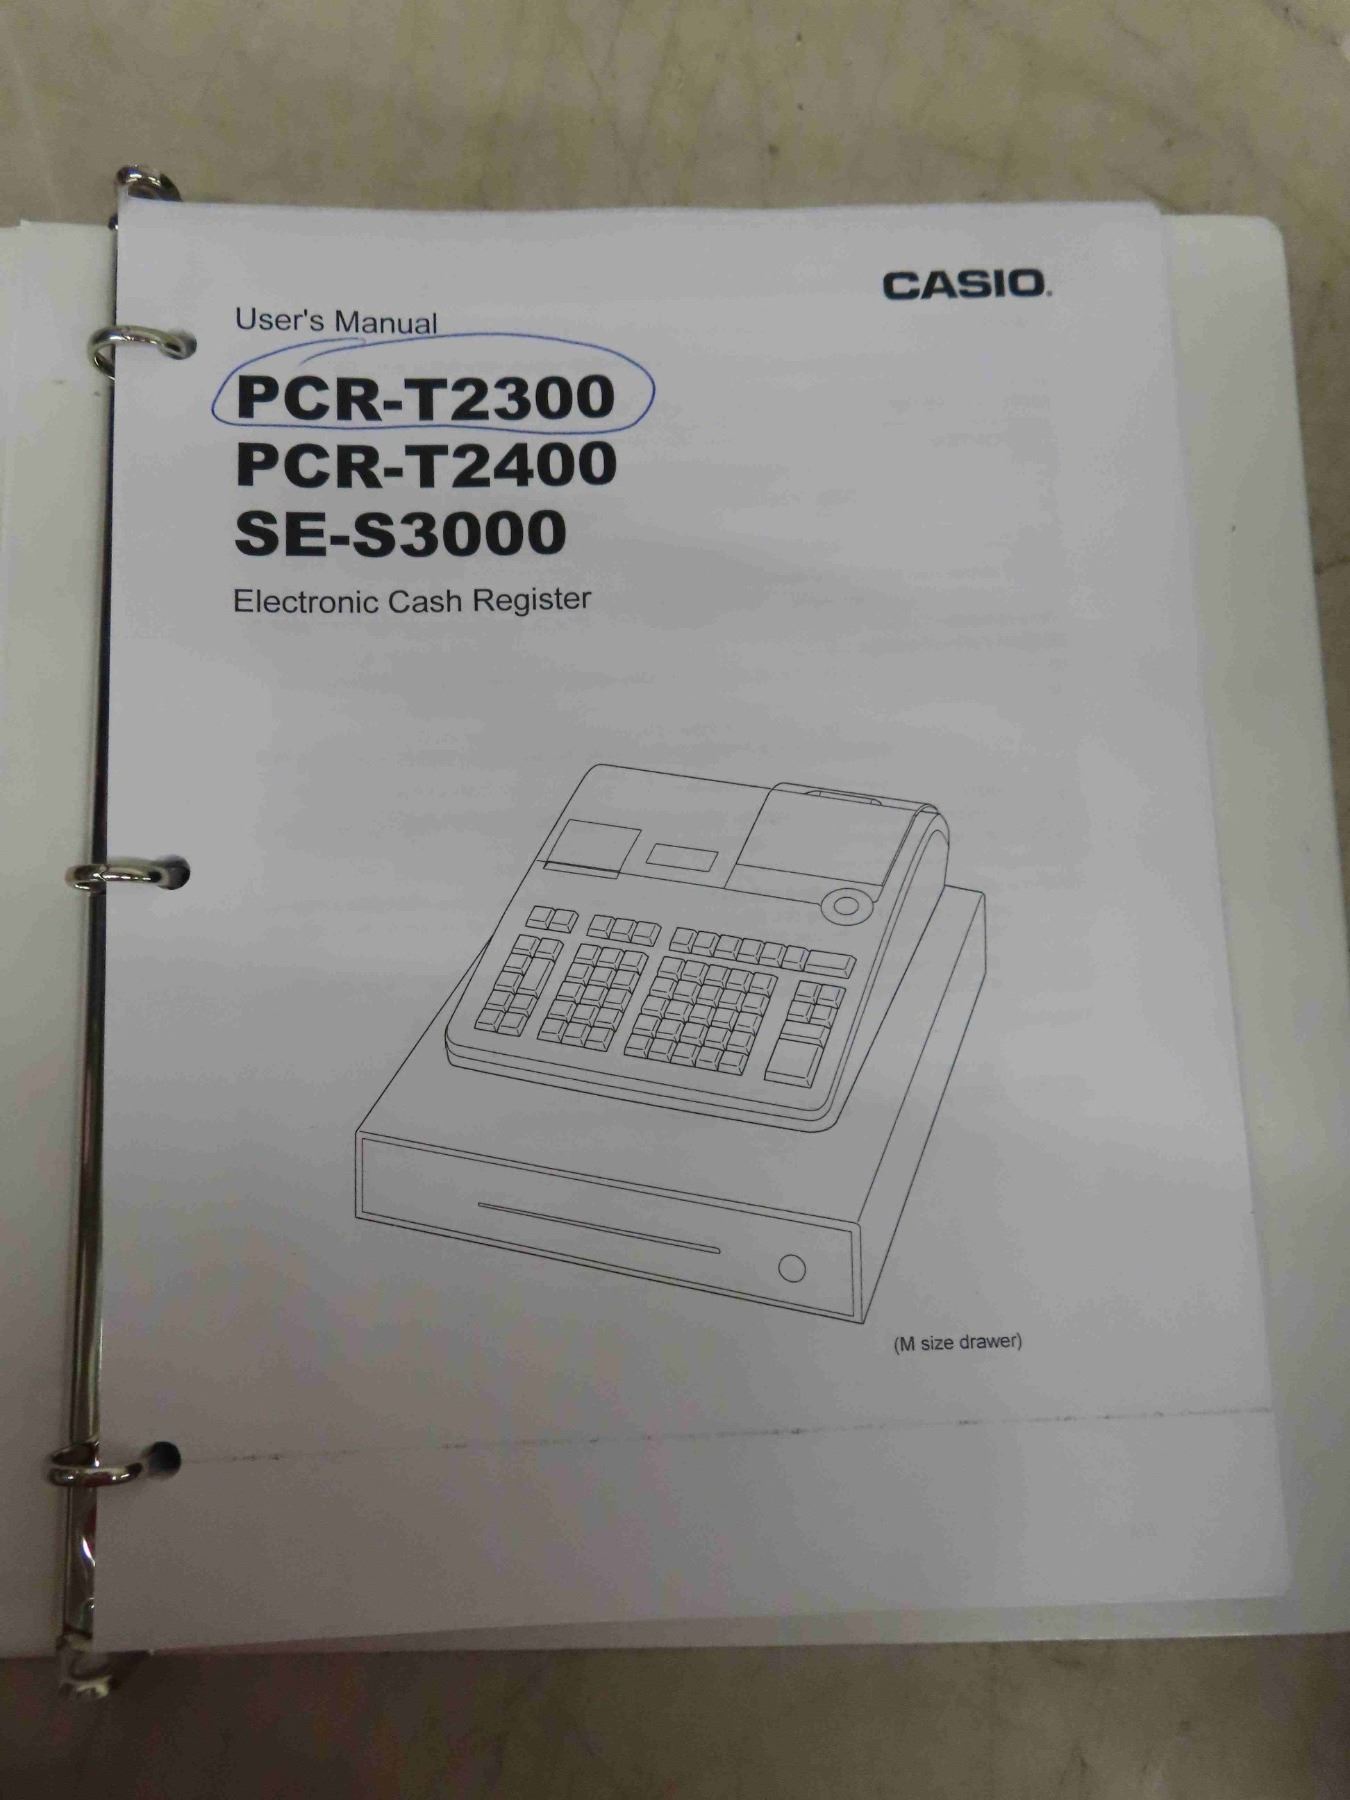 CASIO.
User's Manual
PCR-T2300
PCR-T2400
SE-S3000
Electronic Cash Register
(M size drawer)